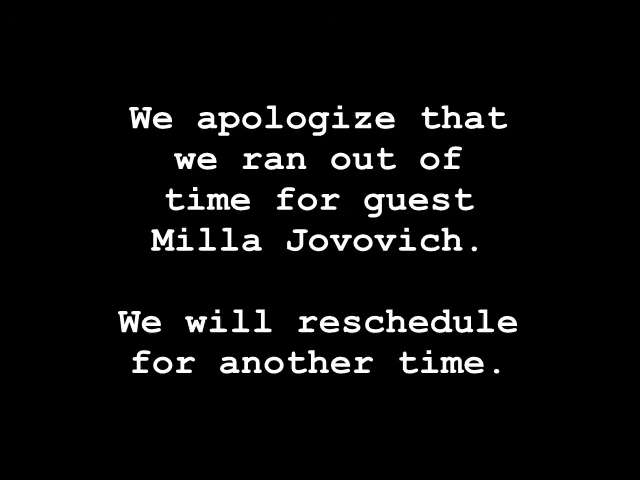 We apologize that
we ran out of
time for guest
Milla Jovovich.
We will reschedule
for another time.